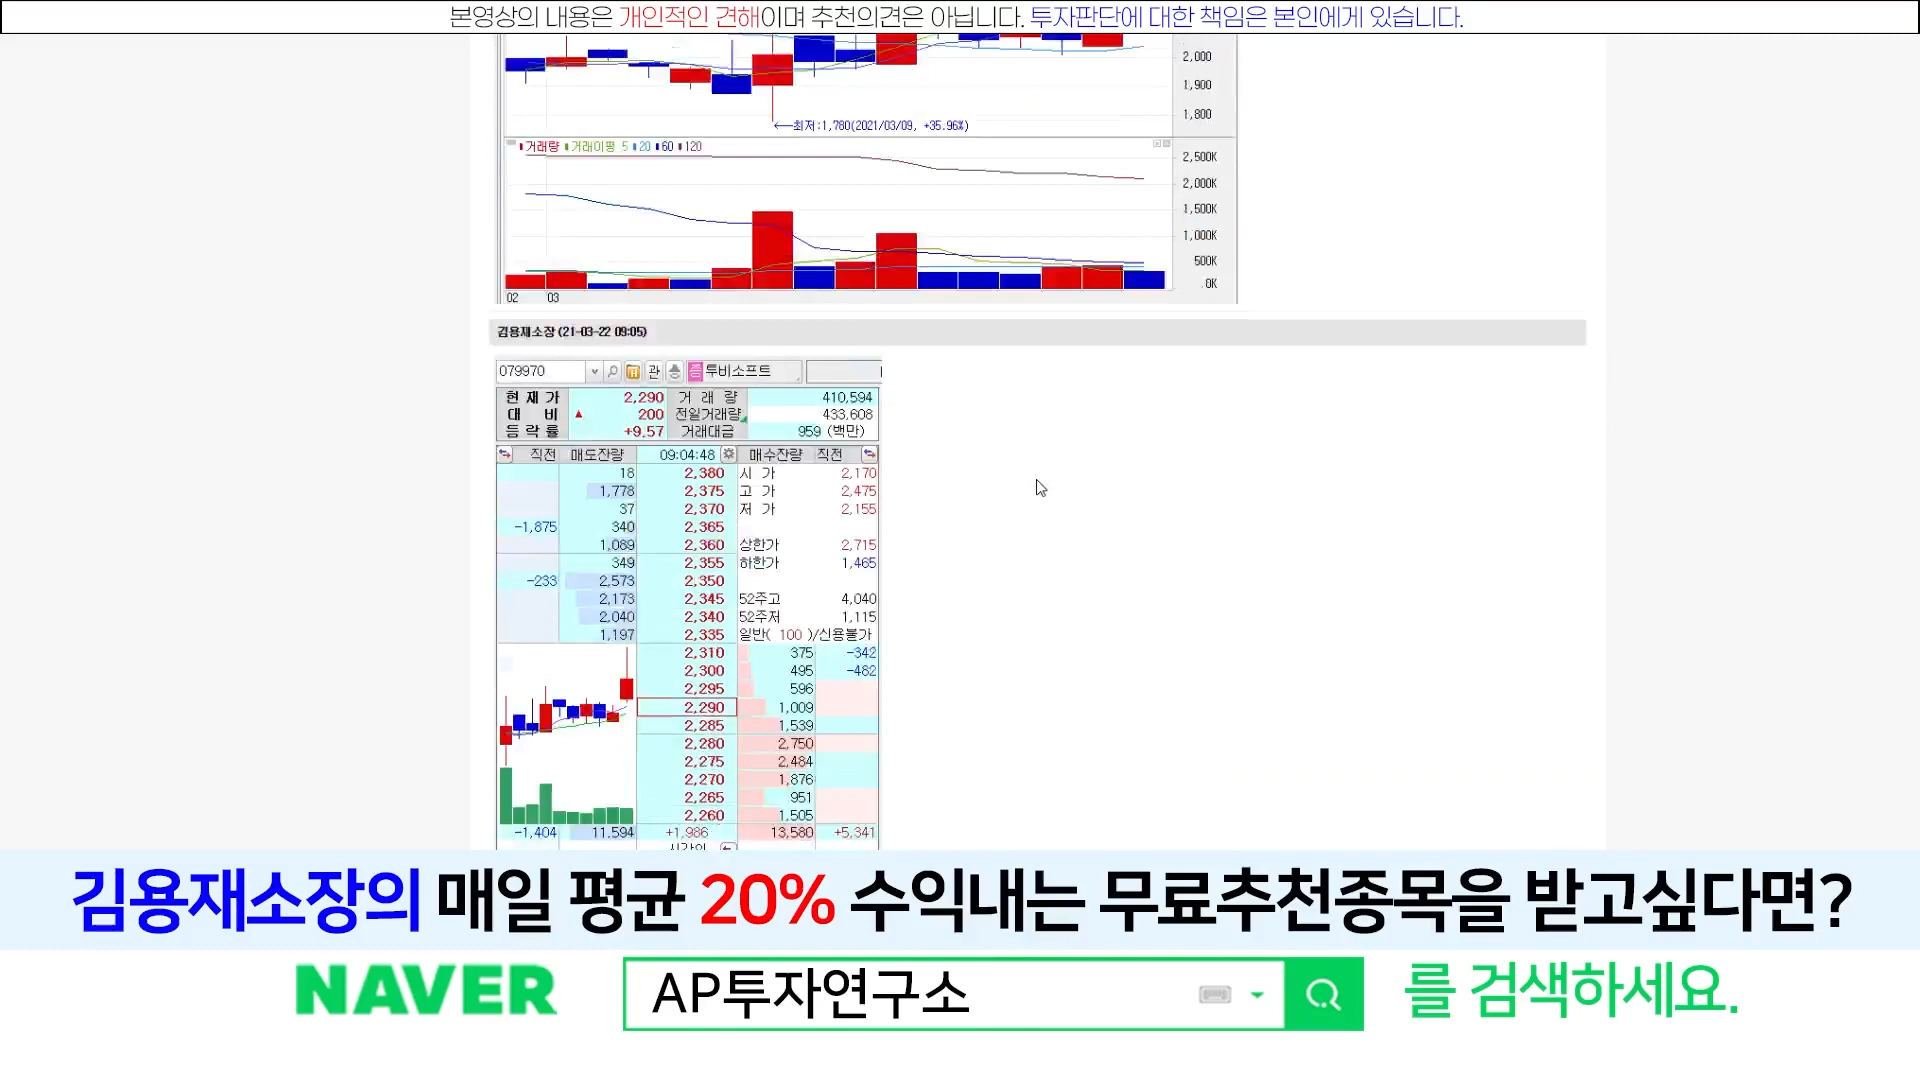 본영상의 내용은 개인적인 견해이며 추천의견은 아닙니다. 투자판단에 대한 책임은 본인에게 있습니다.
2,000
1,900
1,800
최저:1,780(2021/03/09, +35.96%)
거래량 거래이평 5 20 60 120
2,500K
2,000K
1,500K
1,000K
500K
.0K
02 03
김용재소장 (21-03-22 09:05)
079970 관 투비소프트
현재가 2,290 거래량 410,594
대비 ▲ 200 전일거래량 433,608
등락률 +9.57 거래대금 959 (백만)
직전 매도잔량 09:04:48 매수잔량 직전
18 2,380 시가 2,170
1,778 2,375 고가 2,475
37 2,370 저가 2,155
-1,875 340 2,365
1,089 2,360 상한가 2,715
349 2,355 하한가 1,465
-233 2,573 2,350
2,173 2,345 52주고 4,040
2,040 2,340 52주저 1,115
1,197 2,335 일반( 100 )/신용불가
2,310 375 -342
2,300 495 -482
2,295 596
2,290 1,009
2,285 1,539
2,280 2,750
2,275 2,484
2,270 1,876
2,265 951
2,260 1,505
-1,404 11,594 +1,986 13,580 +5,341
김용재소장의 매일 평균 20% 수익내는 무료추천종목을 받고싶다면?
NAVER AP투자연구소 를 검색하세요.